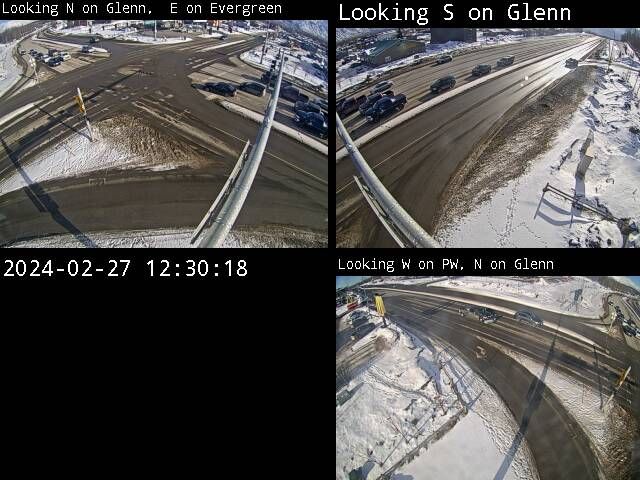 Looking N on Glenn,  E on Evergreen
Looking S on Glenn
2024-02-27 12:30:18
Looking W on PW, N on Glenn